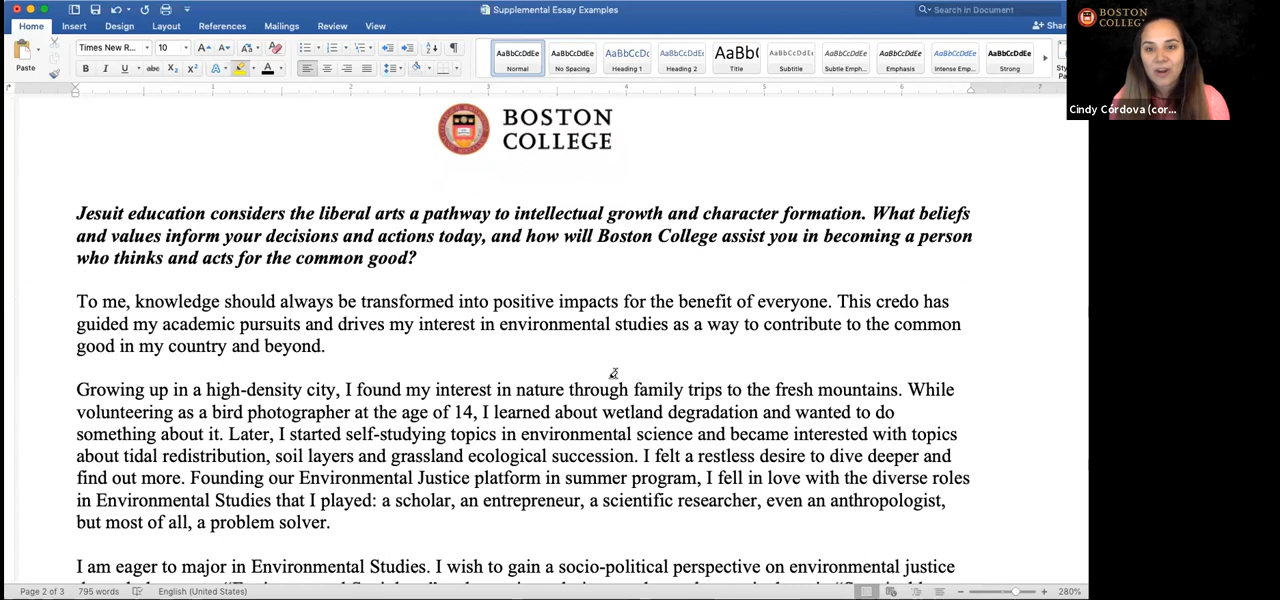 Supplemental Essay Examples
Search in Document
Home Insert Design Layout References Mailings Review View
Shar
Paste
Times New R... 10
AaBbCcDdEe AaBbCcDdEe AaBbCcDc AaBbCcDdEe AaBb( AaBbCcDdEe AaBbCcDdEe AaBbCcDdEe AaBbCcDdEe AaBbCcDdEe
Normal No Spacing Heading 1 Heading 2 Title Subtitle Subtle Emph... Emphasis Intense Emp... Strong
BOSTON
COLLEGE
Cindy Córdova (cor...
BOSTON
COLLEGE
Jesuit education considers the liberal arts a pathway to intellectual growth and character formation. What beliefs
and values inform your decisions and actions today, and how will Boston College assist you in becoming a person
who thinks and acts for the common good?
To me, knowledge should always be transformed into positive impacts for the benefit of everyone. This credo has
guided my academic pursuits and drives my interest in environmental studies as a way to contribute to the common
good in my country and beyond.
Growing up in a high-density city, I found my interest in nature through family trips to the fresh mountains. While
volunteering as a bird photographer at the age of 14, I learned about wetland degradation and wanted to do
something about it. Later, I started self-studying topics in environmental science and became interested with topics
about tidal redistribution, soil layers and grassland ecological succession. I felt a restless desire to dive deeper and
find out more. Founding our Environmental Justice platform in summer program, I fell in love with the diverse roles
in Environmental Studies that I played: a scholar, an entrepreneur, a scientific researcher, even an anthropologist,
but most of all, a problem solver.
I am eager to major in Environmental Studies. I wish to gain a socio-political perspective on environmental justice
Page 2 of 3 795 words English (United States) 280%